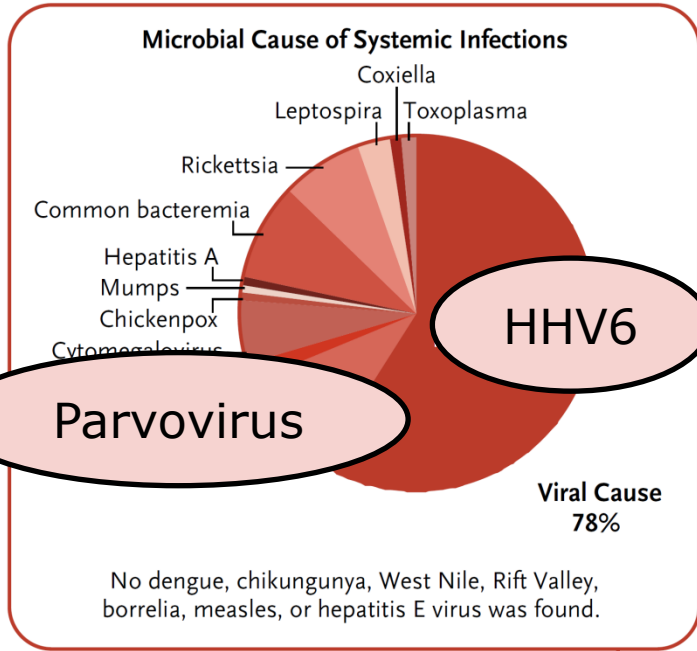 Microbial Cause of Systemic Infections
Coxiella
Leptospira
Toxoplasma
Rickettsia
Common bacteremia
Hepatitis A
Mumps
Chickenpox
Cytomegalovirus
HHV6
Parvovirus
Viral Cause
78%
No dengue, chikungunya, West Nile, Rift Valley,
borrelia, measles, or hepatitis E virus was found.